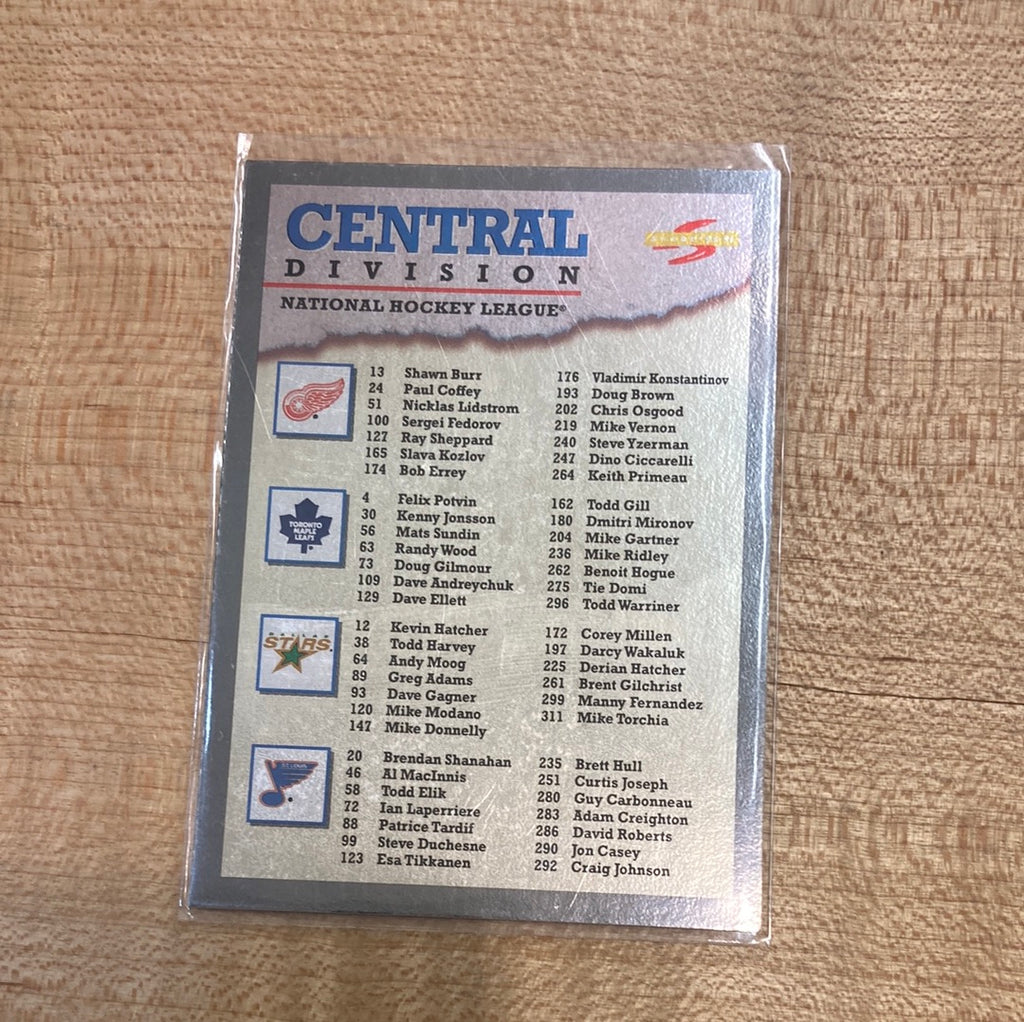 CENTRAL
DIVISION
NATIONAL HOCKEY LEAGUE®
13 Shawn Burr
24 Paul Coffey
51 Nicklas Lidstrom
100 Sergei Fedorov
127 Ray Sheppard
165 Slava Kozlov
174 Bob Errey
176 Vladimir Konstantinov
193 Doug Brown
202 Chris Osgood
219 Mike Vernon
240 Steve Yzerman
247 Dino Ciccarelli
264 Keith Primeau
TORONTO
MAPLE
LEAFS
4 Felix Potvin
30 Kenny Jonsson
56 Mats Sundin
63 Randy Wood
73 Doug Gilmour
109 Dave Andreychuk
129 Dave Ellett
162 Todd Gill
180 Dmitri Mironov
204 Mike Gartner
236 Mike Ridley
262 Benoit Hogue
275 Tie Domi
296 Todd Warriner
STARS
12 Kevin Hatcher
38 Todd Harvey
64 Andy Moog
89 Greg Adams
93 Dave Gagner
120 Mike Modano
147 Mike Donnelly
172 Corey Millen
197 Darcy Wakaluk
225 Derian Hatcher
261 Brent Gilchrist
299 Manny Fernandez
311 Mike Torchia
20 Brendan Shanahan
46 Al MacInnis
58 Todd Elik
72 Ian Laperriere
88 Patrice Tardif
99 Steve Duchesne
123 Esa Tikkanen
235 Brett Hull
251 Curtis Joseph
280 Guy Carbonneau
283 Adam Creighton
286 David Roberts
290 Jon Casey
292 Craig Johnson